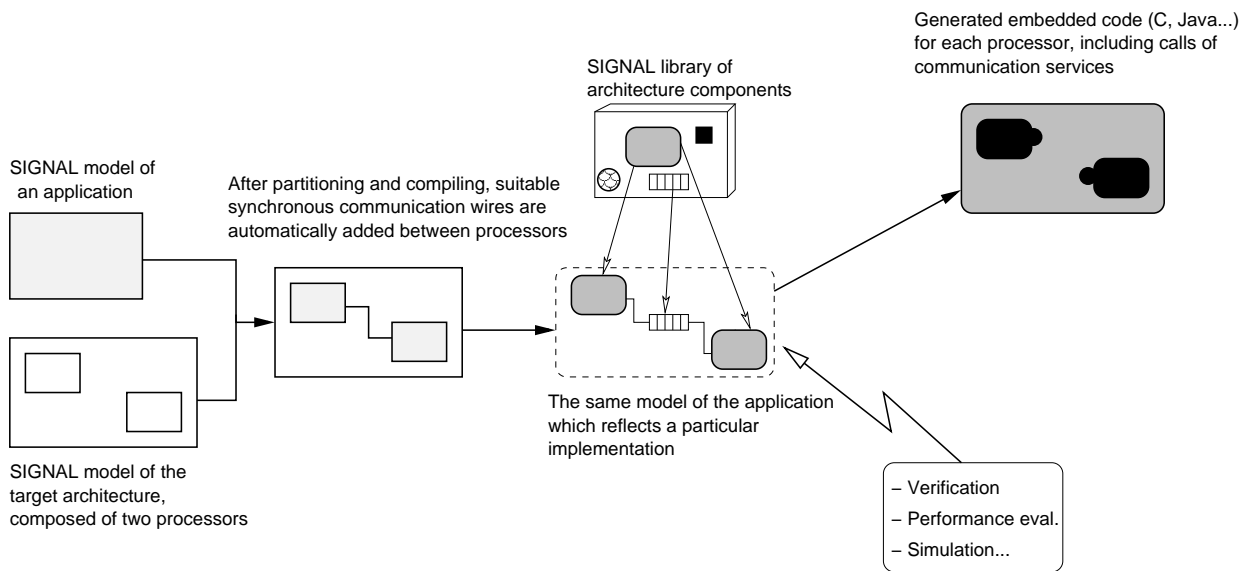 Generated embedded code (C, Java...)
for each processor, including calls of
communication services
SIGNAL library of
architecture components
SIGNAL model of
an application
After partitioning and compiling, suitable
synchronous communication wires are
automatically added between processors
The same model of the application
which reflects a particular
implementation
SIGNAL model of the
target architecture,
composed of two processors
– Verification
– Performance eval.
– Simulation...